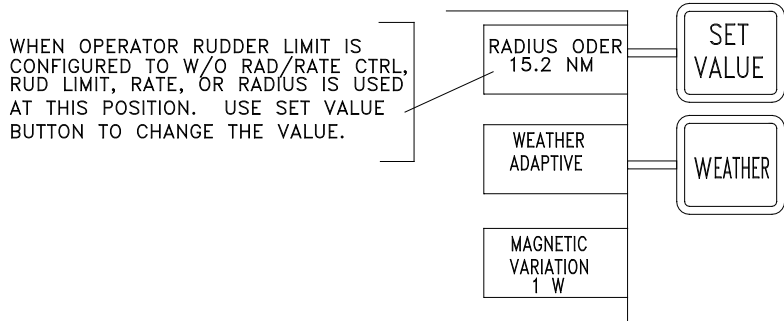 WHEN OPERATOR RUDDER LIMIT IS
CONFIGURED TO W/O RAD/RATE CTRL,
RUD LIMIT, RATE, OR RADIUS IS USED
AT THIS POSITION. USE SET VALUE
BUTTON TO CHANGE THE VALUE.
RADIUS ODER
15.2 NM
SET
VALUE
WEATHER
ADAPTIVE
WEATHER
MAGNETIC
VARIATION
1 W